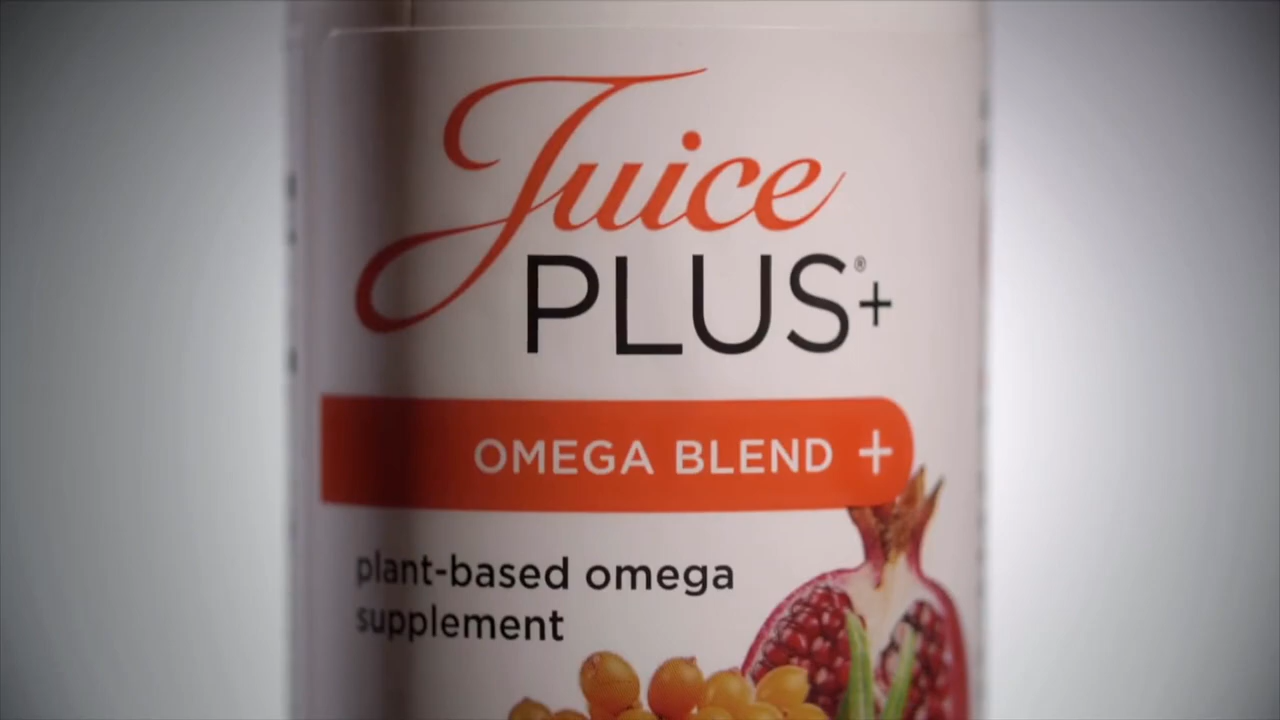 Juice
PLUS®+
OMEGA BLEND +
plant-based omega
supplement